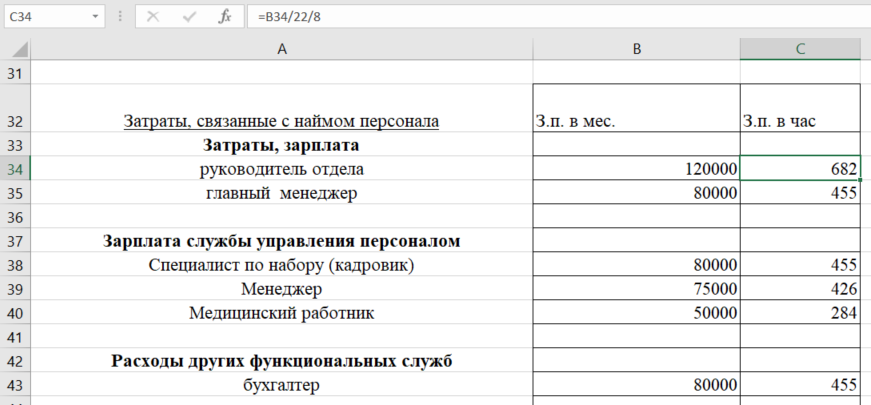 C34 fx =B34/22/8
A B C
31
32 Затраты, связанные с наймом персонала З.п. в мес. З.п. в час
33 Затраты, зарплата
34 руководитель отдела 120000 682
35 главный менеджер 80000 455
36
37 Зарплата службы управления персоналом
38 Специалист по набору (кадровик) 80000 455
39 Менеджер 75000 426
40 Медицинский работник 50000 284
41
42 Расходы других функциональных служб
43 бухгалтер 80000 455